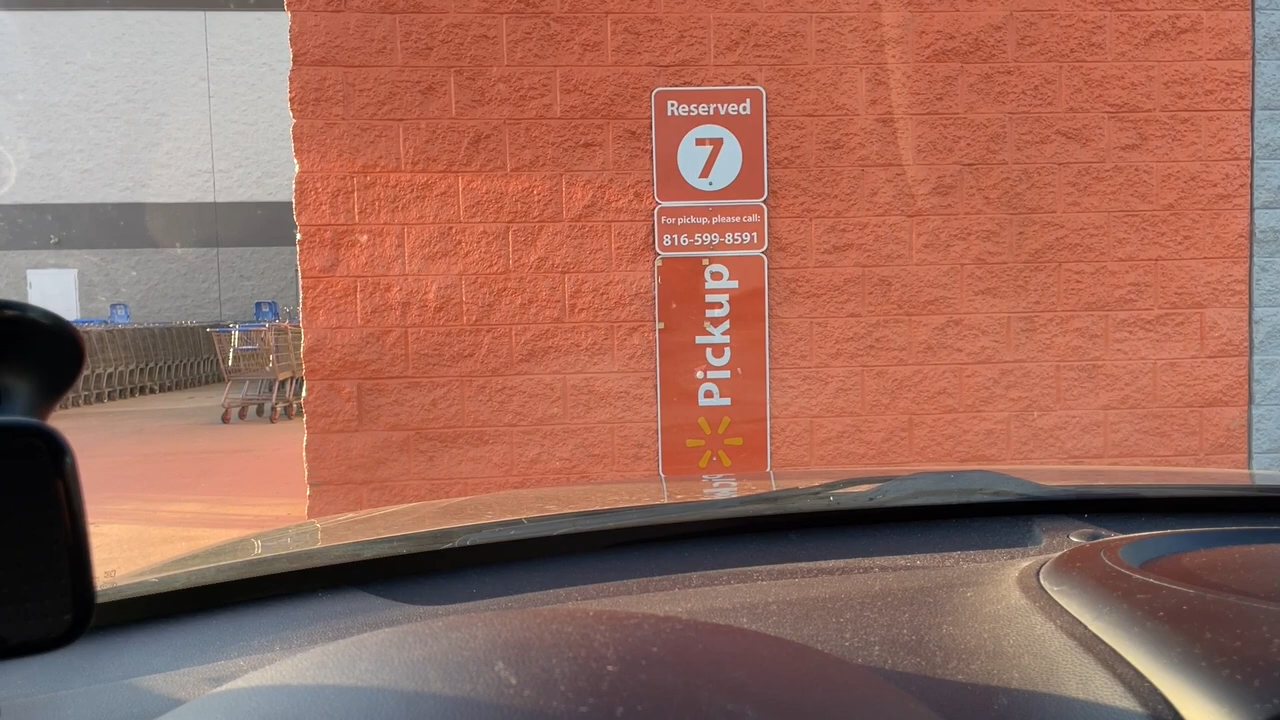 Reserved
7
For pickup, please call:
816-599-8591
Pickup